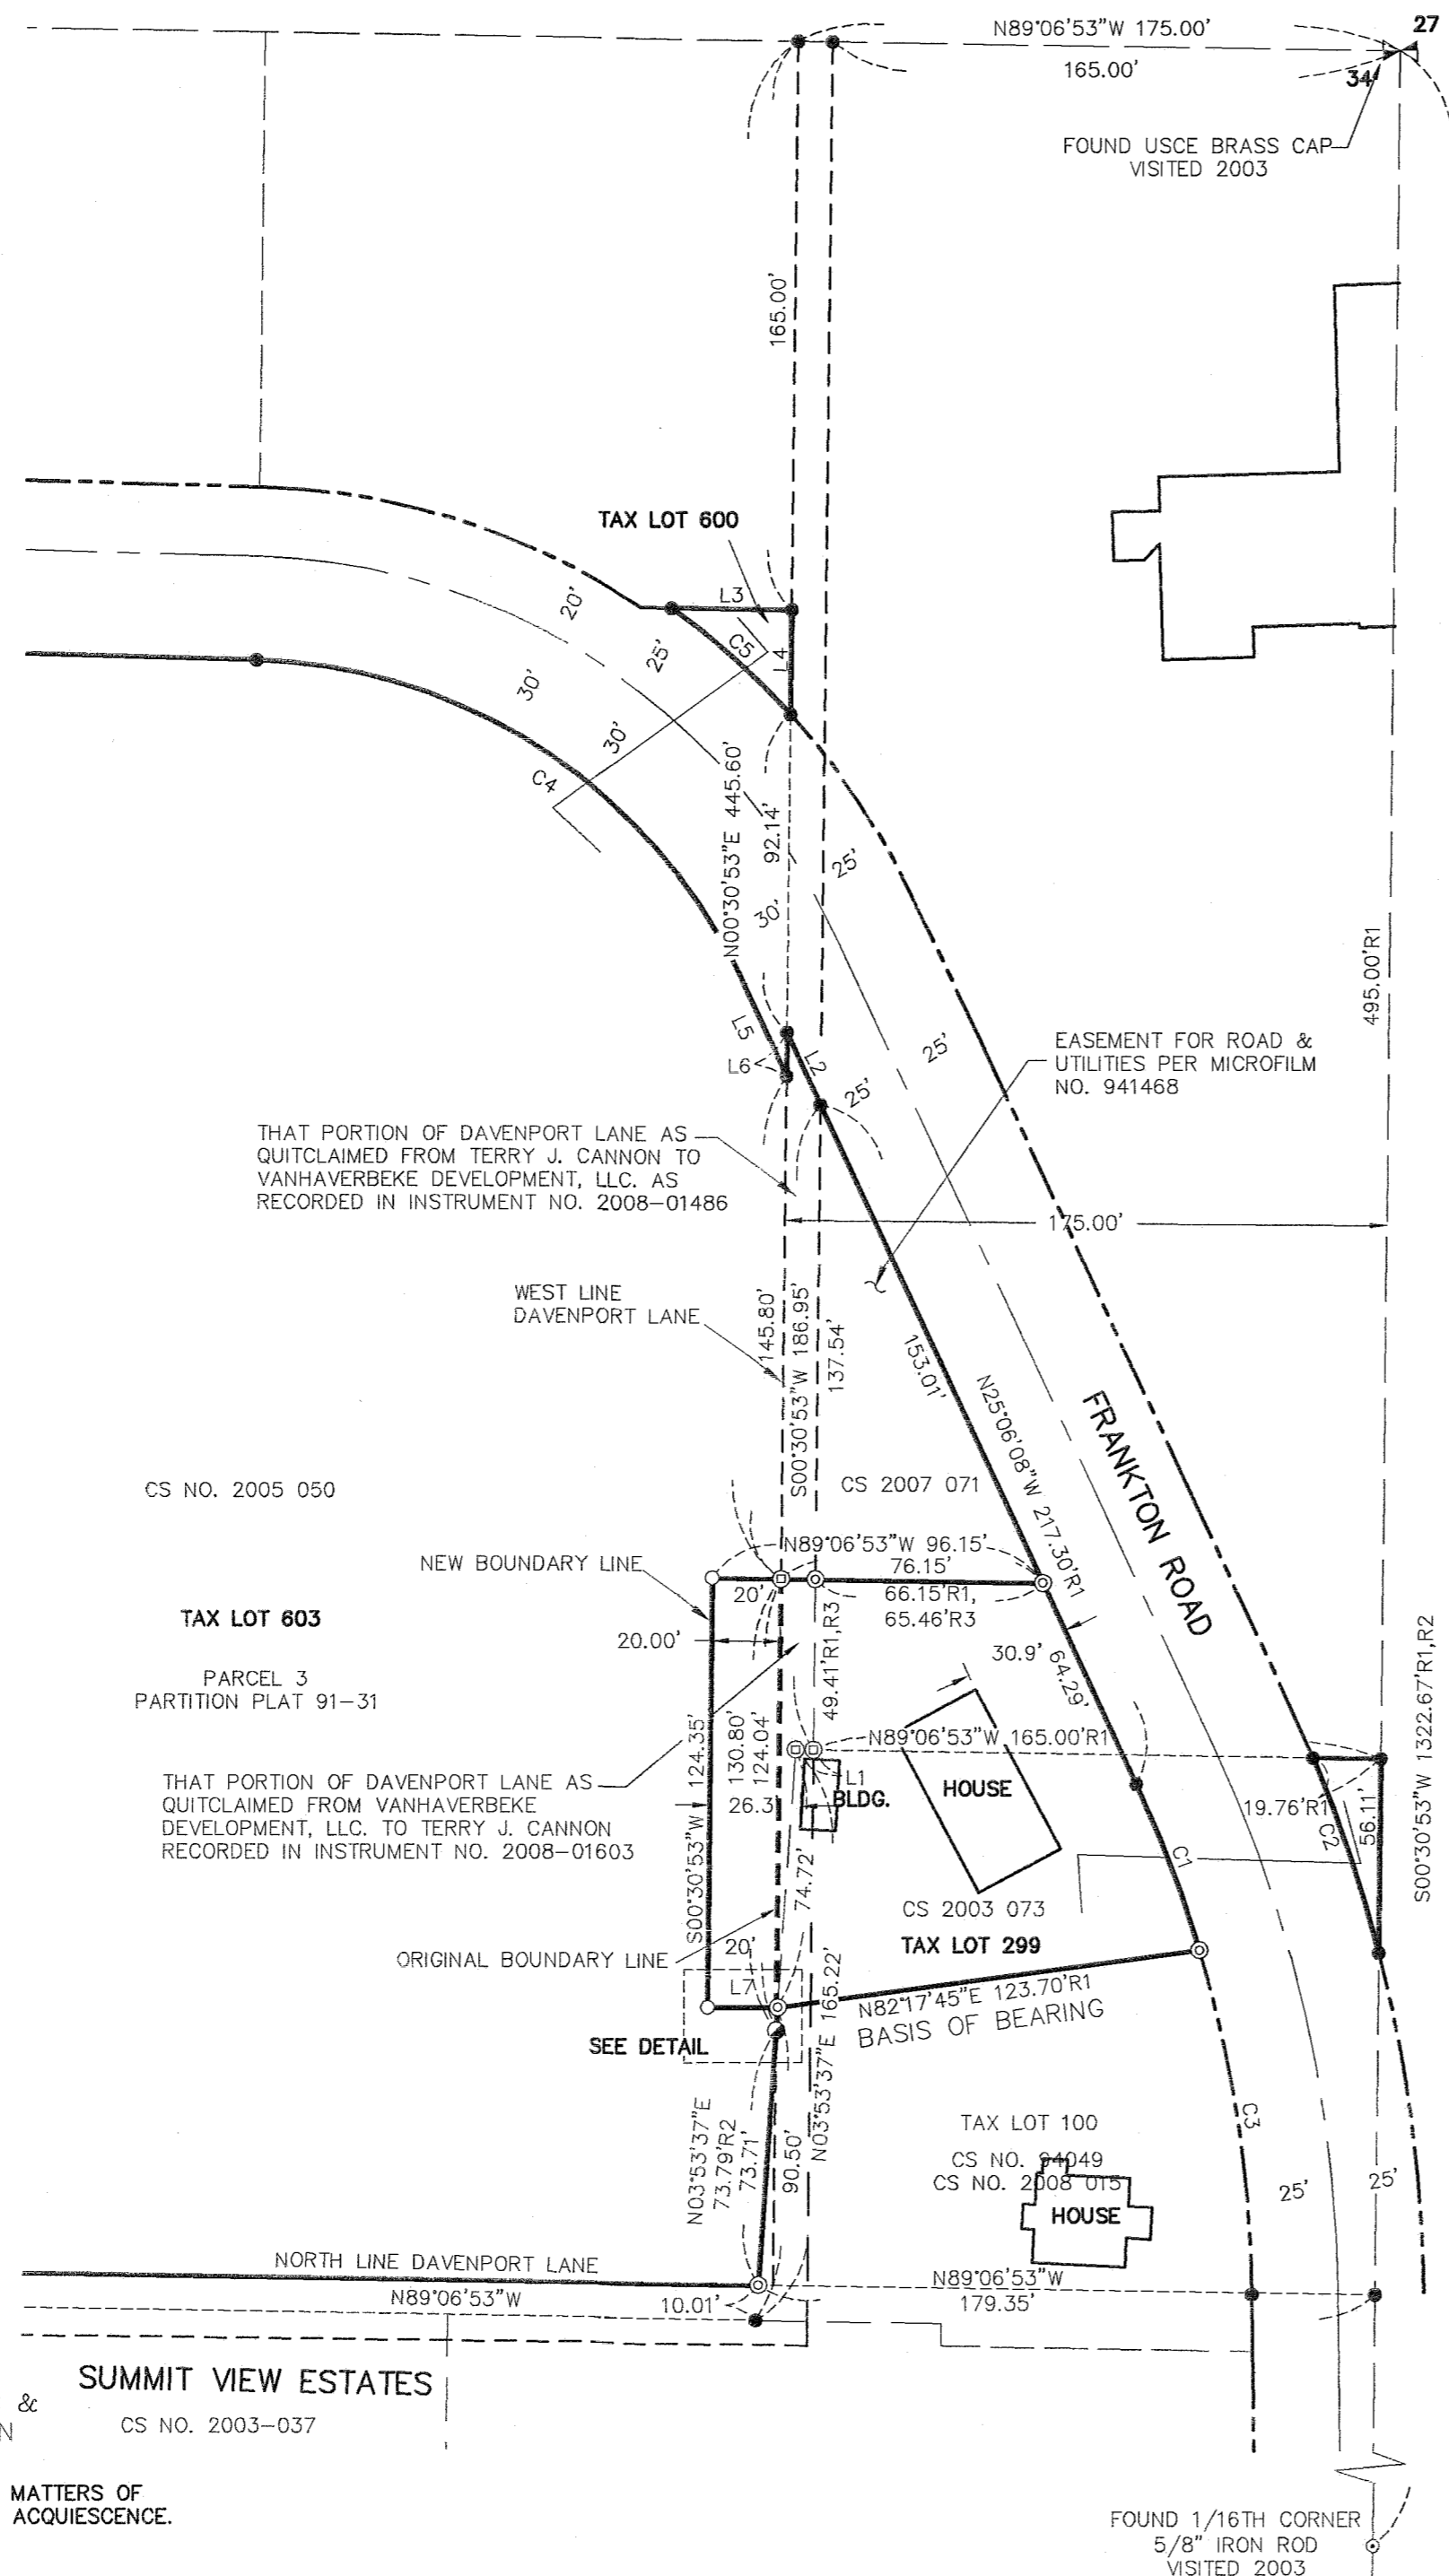 N89°06'53"W 175.00'
27
165.00'
34
FOUND USCE BRASS CAP
VISITED 2003
165.00'
TAX LOT 600
L3
20'
C5
L4
25'
30'
30'
C4
N00°30'53"E 445.60'
92.14'
25'
30'
495.00'R1
L5
L2
L6
25'
25'
EASEMENT FOR ROAD &
UTILITIES PER MICROFILM
NO. 941468
THAT PORTION OF DAVENPORT LANE AS
QUITCLAIMED FROM TERRY J. CANNON TO
VANHAVERBEKE DEVELOPMENT, LLC. AS
RECORDED IN INSTRUMENT NO. 2008-01486
175.00'
WEST LINE
DAVENPORT LANE
145.80'
S00°30'53"W 186.95'
137.54'
153.01'
N25°06'08"W 217.30'R1
FRANKTON ROAD
CS NO. 2005 050
CS 2007 071
NEW BOUNDARY LINE
N89°06'53"W 96.15'
76.15'
20'
66.15'R1,
65.46'R3
TAX LOT 603
20.00'
49.41'R1,R3
30.9'
64.29'
S00°30'53"W 1322.67'R1,R2
PARCEL 3
PARTITION PLAT 91-31
N89°06'53"W 165.00'R1
S00°30'53"W 124.35'
130.80'
124.04'
THAT PORTION OF DAVENPORT LANE AS
QUITCLAIMED FROM VANHAVERBEKE
DEVELOPMENT, LLC. TO TERRY J. CANNON
RECORDED IN INSTRUMENT NO. 2008-01603
26.3
L1
BLDG.
HOUSE
19.76'R1
C2
56.11'
C1
74.72'
CS 2003 073
TAX LOT 299
ORIGINAL BOUNDARY LINE
20'
L7
N03°53'37"E 165.22'
N82°17'45"E 123.70'R1
BASIS OF BEARING
SEE DETAIL
N03°53'37"E
73.79'R2
73.71'
90.50'
TAX LOT 100
CS NO. 94049
CS NO. 2008 015
C3
HOUSE
25'
25'
NORTH LINE DAVENPORT LANE
N89°06'53"W
10.01'
N89°06'53"W
179.35'
SUMMIT VIEW ESTATES
&
N
CS NO. 2003-037
MATTERS OF
ACQUIESCENCE.
FOUND 1/16TH CORNER
5/8" IRON ROD
VISITED 2003